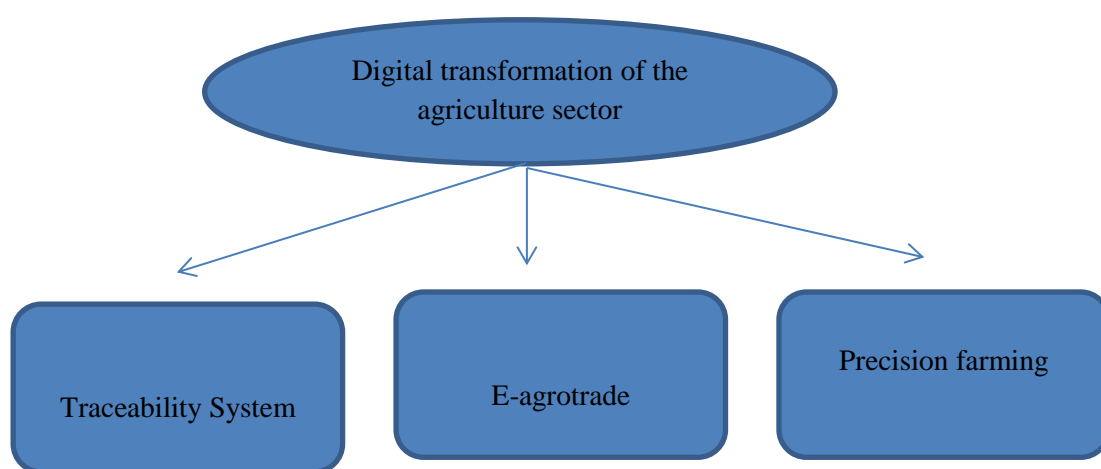 Digital transformation of the
agriculture sector
Traceability System
E-agrotrade
Precision farming